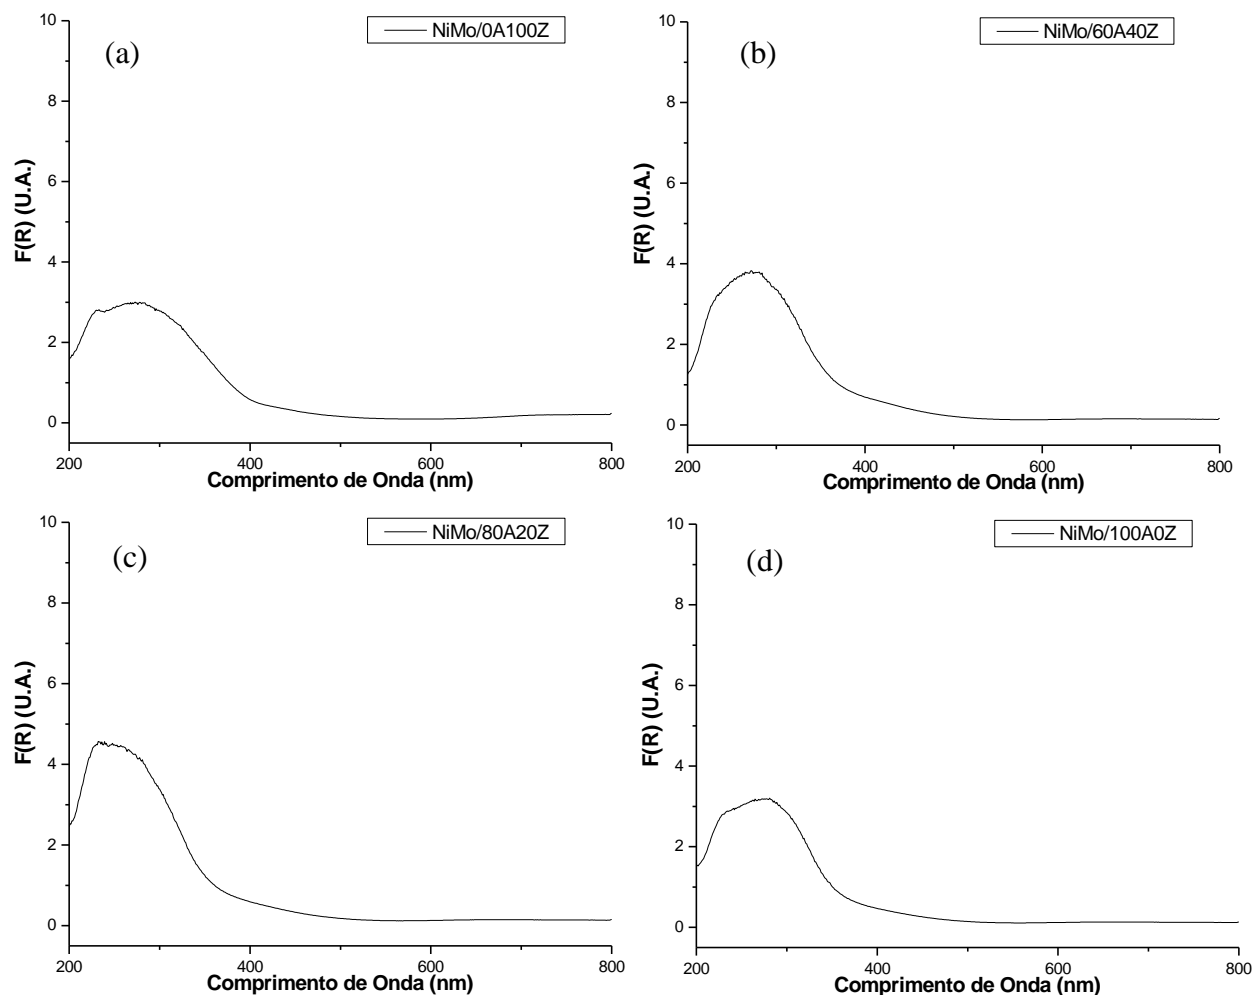 NiMo/0A100Z
(a)
10
8
6
4
2
0
F(R) (U.A.)
200
400
600
800
Comprimento de Onda (nm)
NiMo/60A40Z
(b)
10
8
6
4
2
0
F(R) (U.A.)
200
400
600
800
Comprimento de Onda (nm)
NiMo/80A20Z
(c)
10
8
6
4
2
0
F(R) (U.A.)
200
400
600
800
Comprimento de Onda (nm)
NiMo/100A0Z
(d)
10
8
6
4
2
0
F(R) (U.A.)
200
400
600
800
Comprimento de Onda (nm)